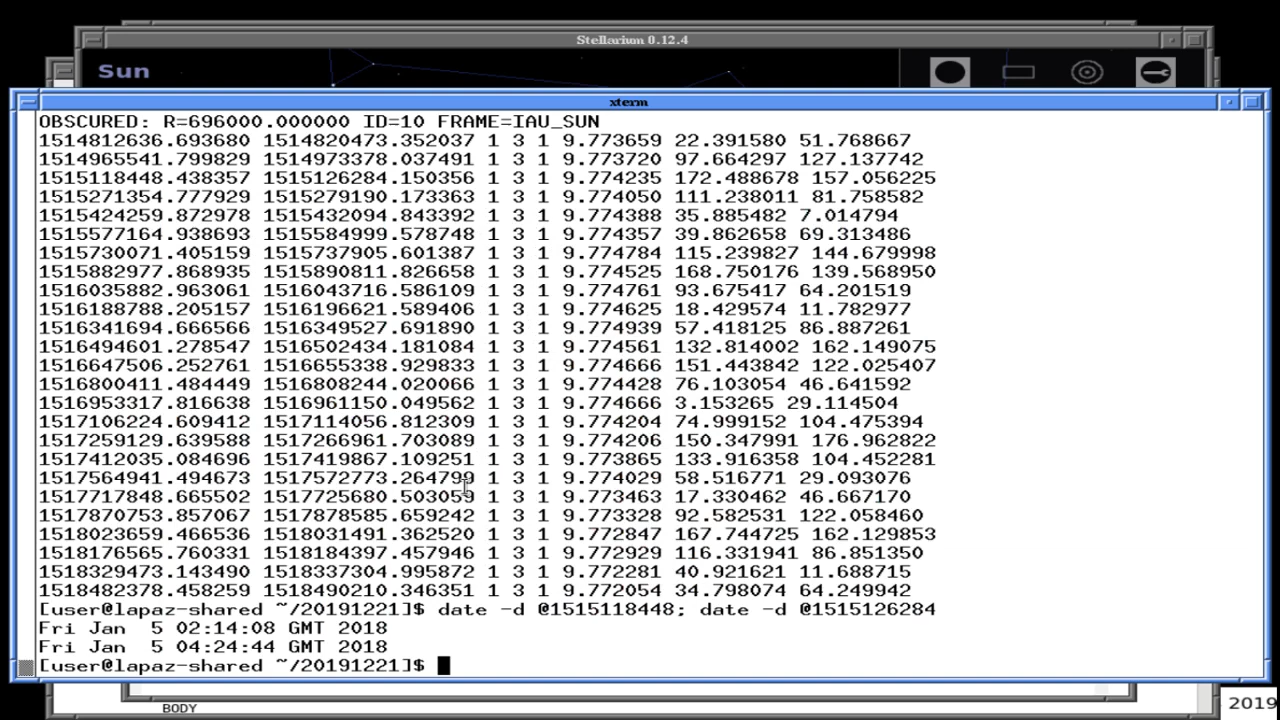 Stellarium 0.12.4
Sun
xterm
OBSCURED: R=696000.000000 ID=10 FRAME=IAU_SUN
1514812636.693680 1514820473.352037 1 3 1 9.773659 22.391580 51.768667
1514965541.799829 1514973378.037491 1 3 1 9.773720 97.664297 127.137742
1515118448.438357 1515126284.150356 1 3 1 9.774235 172.488678 157.056225
1515271354.777929 1515279190.173363 1 3 1 9.774050 111.238011 81.758582
1515424259.872978 1515432094.843392 1 3 1 9.774388 35.885482 7.014794
1515577164.938693 1515584999.578748 1 3 1 9.774357 39.862658 69.313486
1515730071.405159 1515737905.601387 1 3 1 9.774784 115.239827 144.679998
1515882977.868935 1515890811.826658 1 3 1 9.774525 168.750176 139.568950
1516035882.963061 1516043716.586109 1 3 1 9.774761 93.675417 64.201519
1516188788.205157 1516196621.589406 1 3 1 9.774625 18.429574 11.782977
1516341694.666566 1516349527.691890 1 3 1 9.774939 57.418125 86.887261
1516494601.278547 1516502434.181084 1 3 1 9.774561 132.814002 162.149075
1516647506.252761 1516655338.929833 1 3 1 9.774666 151.443842 122.025407
1516800411.484449 1516808244.020066 1 3 1 9.774428 76.103054 46.641592
1516953317.816638 1516961150.049562 1 3 1 9.774666 3.153265 29.114504
1517106224.609412 1517114056.812309 1 3 1 9.774204 74.999152 104.475394
1517259129.639588 1517266961.703089 1 3 1 9.774206 150.347991 176.962822
1517412035.084696 1517419867.109251 1 3 1 9.773865 133.916358 104.452281
1517564941.494673 1517572773.264799 1 3 1 9.774029 58.516771 29.093076
1517717848.665502 1517725680.503059 1 3 1 9.773463 17.330462 46.667170
1517870753.857067 1517878585.659242 1 3 1 9.773328 92.582531 122.058460
1518023659.466536 1518031491.362520 1 3 1 9.772847 167.744725 162.129853
1518176565.760331 1518184397.457946 1 3 1 9.772929 116.331941 86.851350
1518329473.143490 1518337304.995872 1 3 1 9.772281 40.921621 11.688715
1518482378.458259 1518490210.346351 1 3 1 9.772054 34.798074 64.249942
[user@lapaz-shared ~/20191221]$ date -d @1515118448; date -d @1515126284
Fri Jan  5 02:14:08 GMT 2018
Fri Jan  5 04:24:44 GMT 2018
[user@lapaz-shared ~/20191221]$
BODY
2019